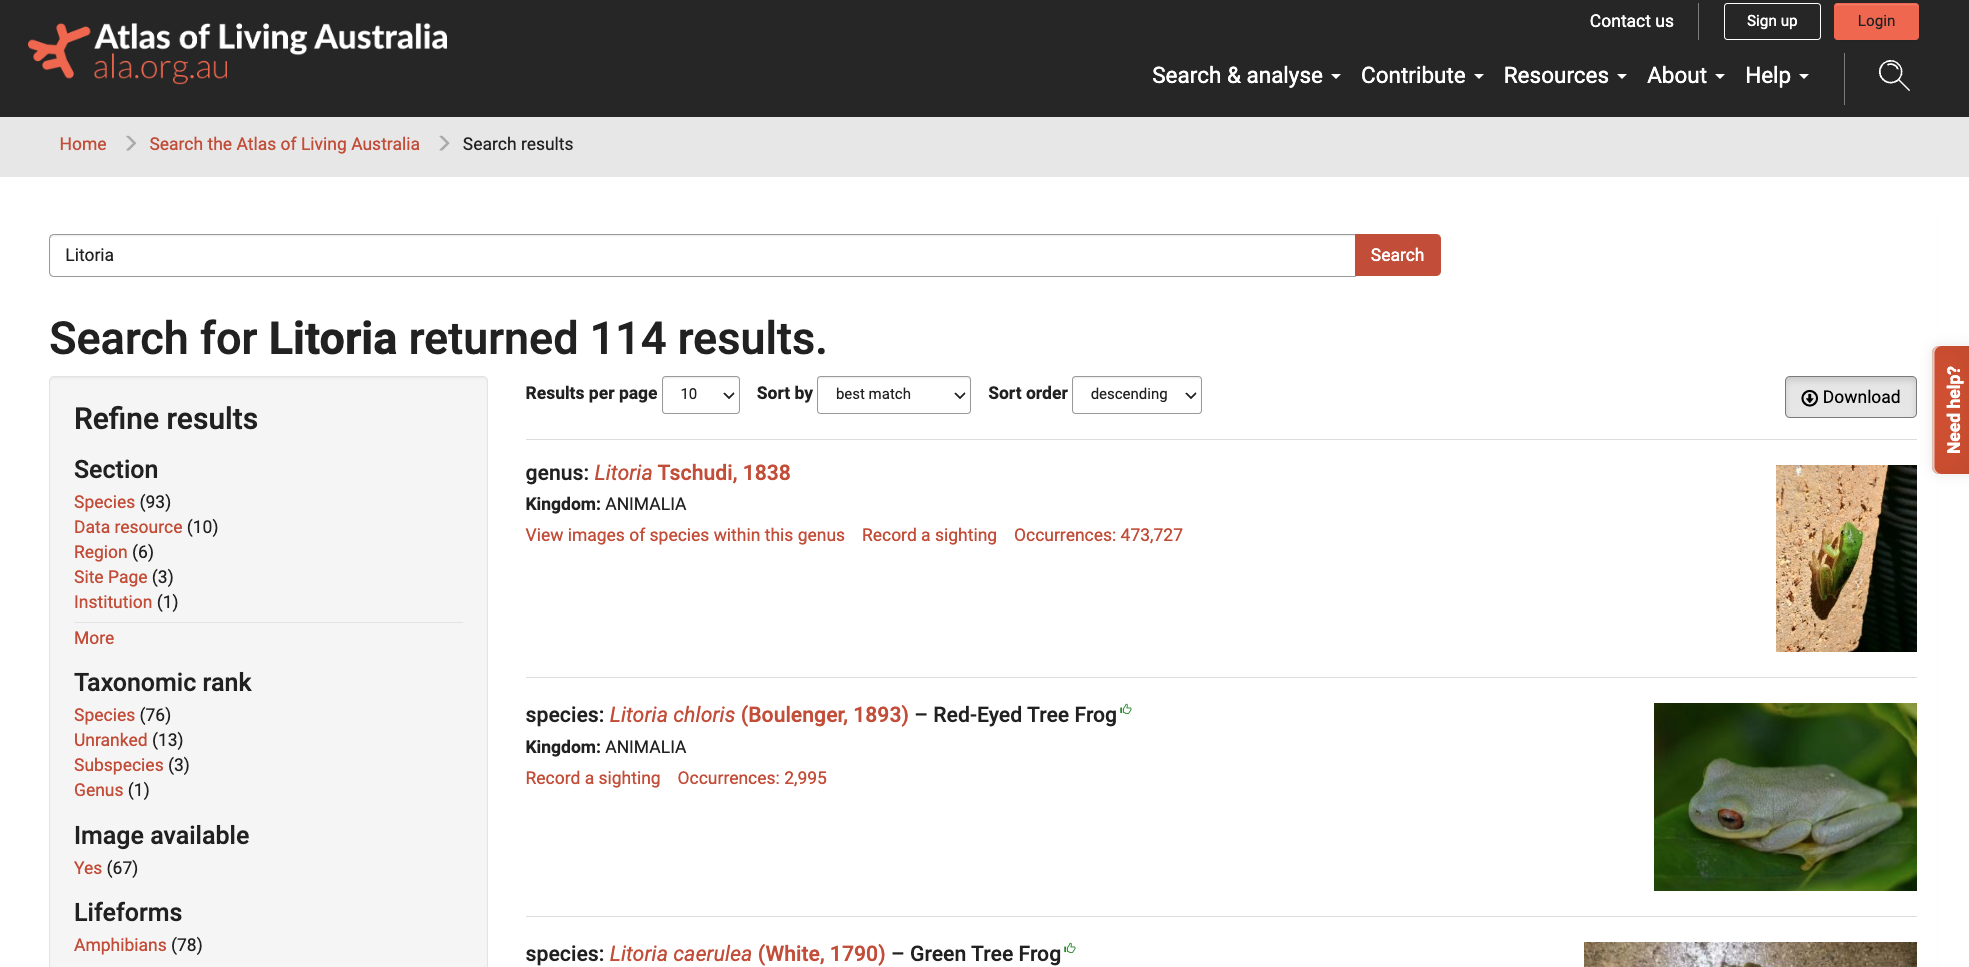 Atlas of Living Australia
ala.org.au
Contact us
Sign up
Login
Search & analyse
Contribute
Resources
About
Help
Home
Search the Atlas of Living Australia
Search results
Litoria
Search
Search for Litoria returned 114 results.
Refine results
Section
Species (93)
Data resource (10)
Region (6)
Site Page (3)
Institution (1)
More
Taxonomic rank
Species (76)
Unranked (13)
Subspecies (3)
Genus (1)
Image available
Yes (67)
Lifeforms
Amphibians (78)
Results per page 10 Sort by best match Sort order descending
Download
genus: Litoria Tschudi, 1838
Kingdom: ANIMALIA
View images of species within this genus Record a sighting Occurrences: 473,727
species: Litoria chloris (Boulenger, 1893) – Red-Eyed Tree Frog
Kingdom: ANIMALIA
Record a sighting Occurrences: 2,995
species: Litoria caerulea (White, 1790) – Green Tree Frog
Need help?